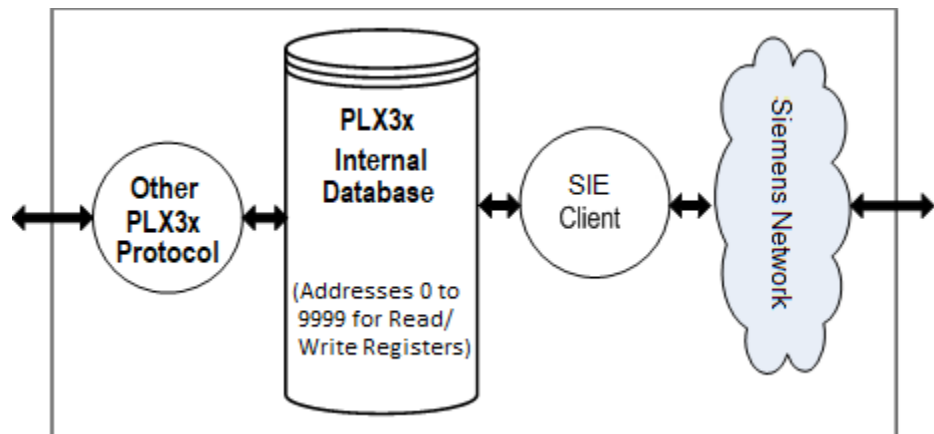 Other
PLX3x
Protocol
PLX3x
Internal
Database
(Addresses 0 to
9999 for Read/
Write Registers)
SIE
Client
Siemens Network